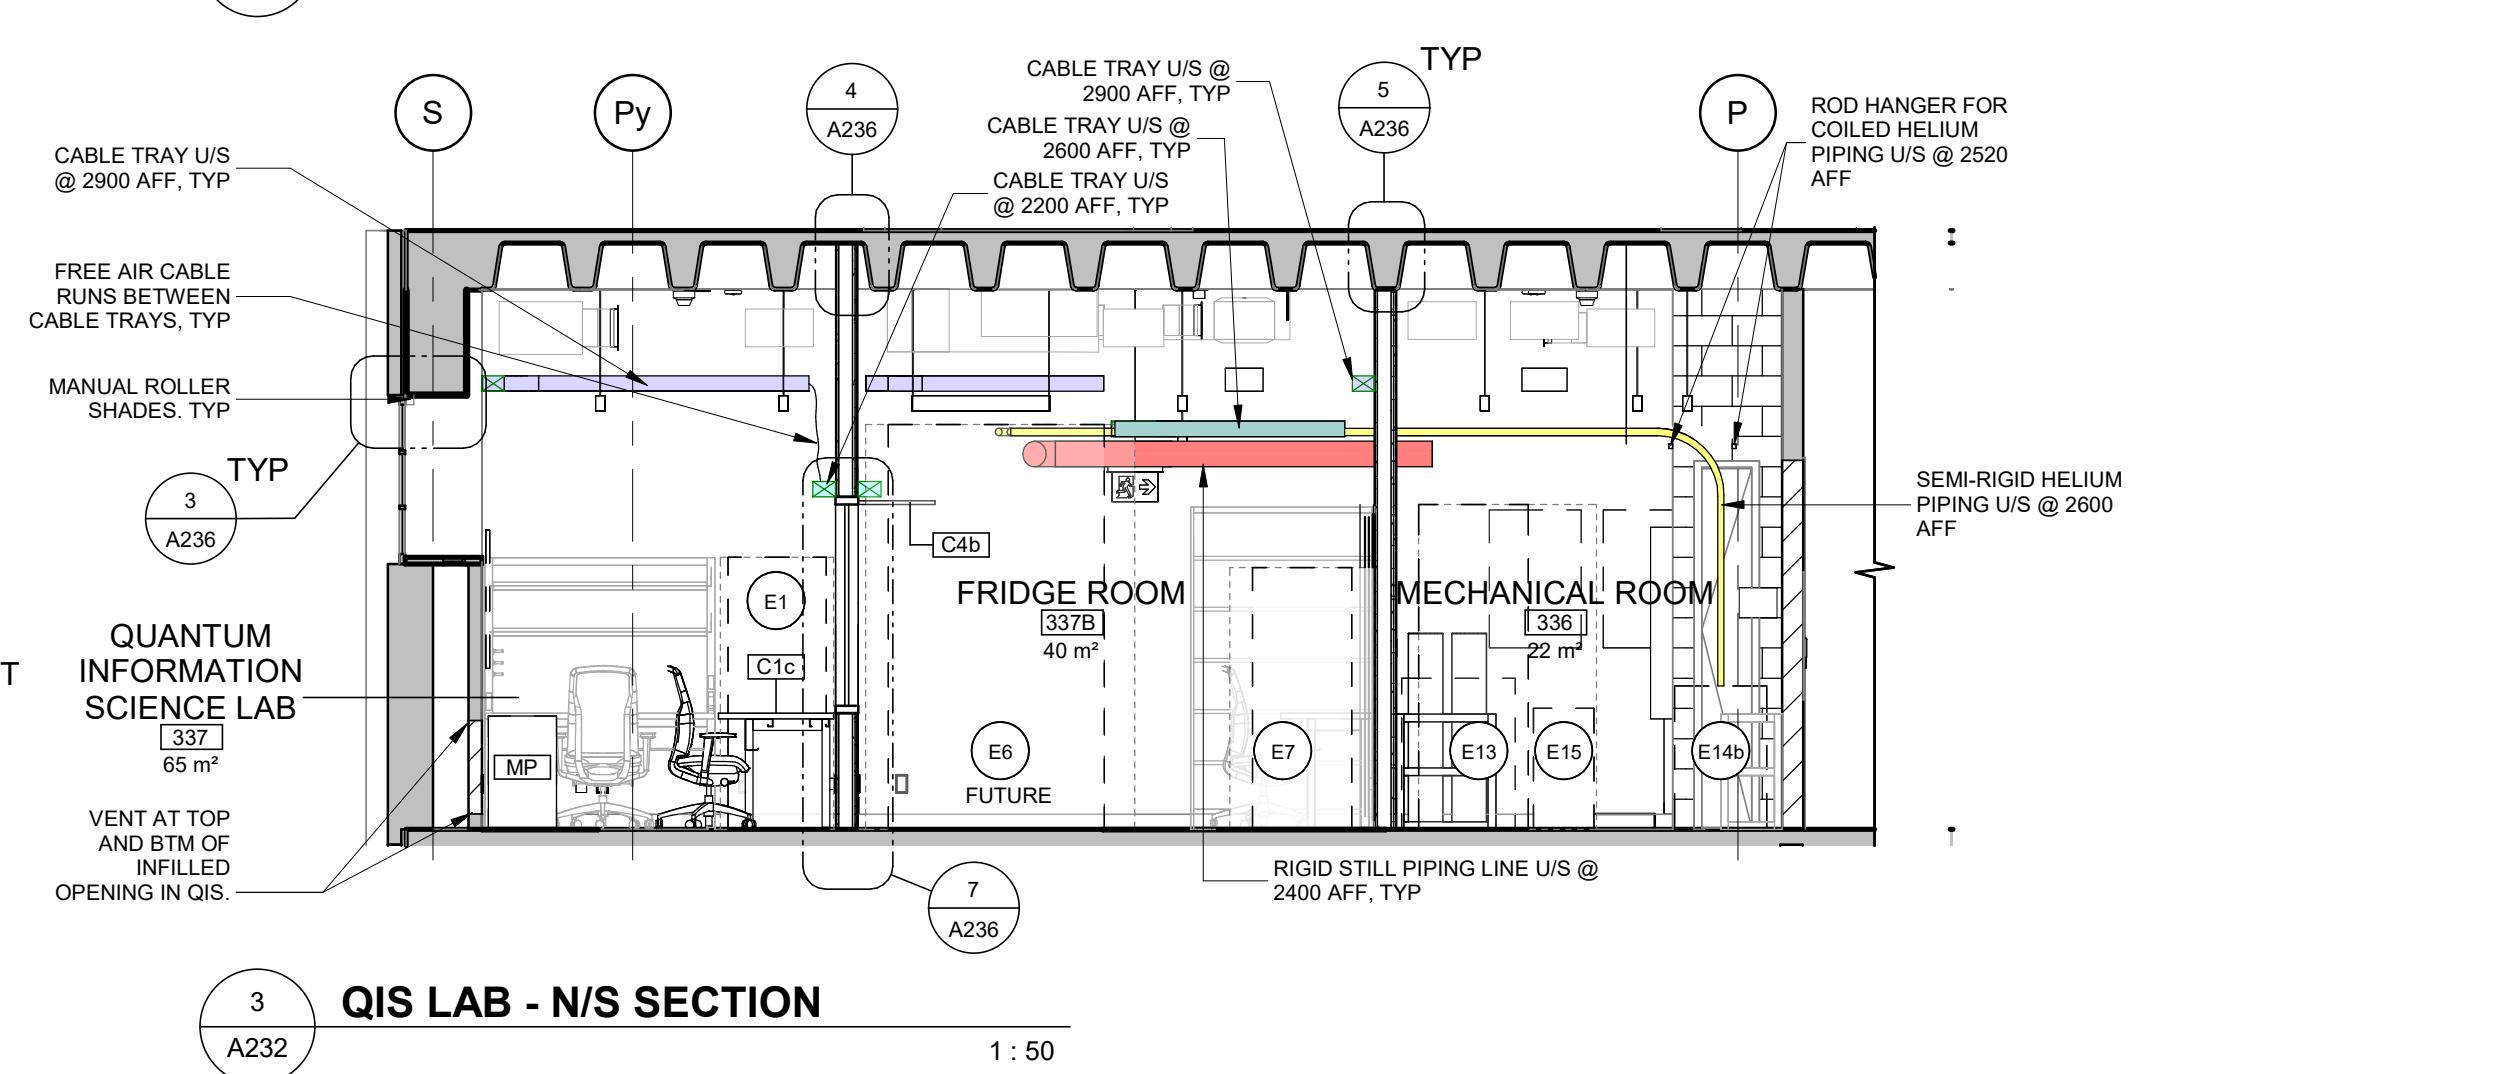 TYP
CABLE TRAY U/S @
2900 AFF, TYP
CABLE TRAY U/S @
2600 AFF, TYP
CABLE TRAY U/S
@ 2200 AFF, TYP
S
Py
4
A236
5
A236
P
ROD HANGER FOR
COILED HELIUM
PIPING U/S @ 2520
AFF
CABLE TRAY U/S
@ 2900 AFF, TYP
FREE AIR CABLE
RUNS BETWEEN
CABLE TRAYS, TYP
MANUAL ROLLER
SHADES. TYP
TYP
3
A236
SEMI-RIGID HELIUM
PIPING U/S @ 2600
AFF
C4b
E1
C1c
FRIDGE ROOM
337B
40 m²
MECHANICAL ROOM
336
22 m²
T
QUANTUM
INFORMATION
SCIENCE LAB
337
65 m²
MP
E6
FUTURE
E7
E13
E15
E14b
VENT AT TOP
AND BTM OF
INFILLED
OPENING IN QIS.
RIGID STILL PIPING LINE U/S @
2400 AFF, TYP
7
A236
3
A232
QIS LAB - N/S SECTION
1 : 50